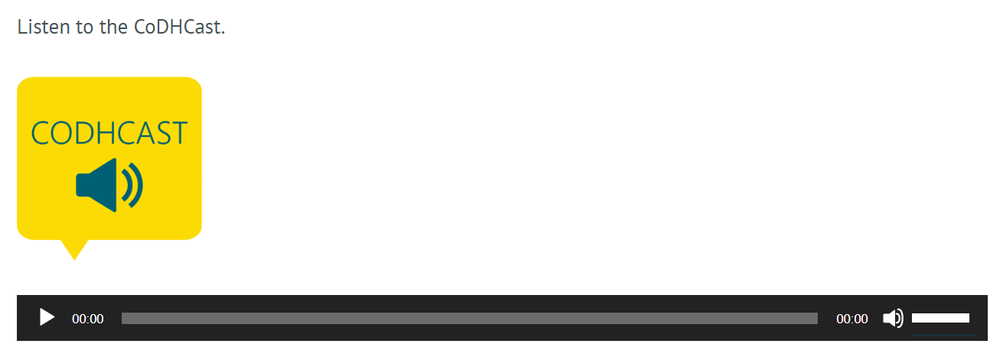 Listen to the CoDHCast.
CODHCAST
00:00 00:00